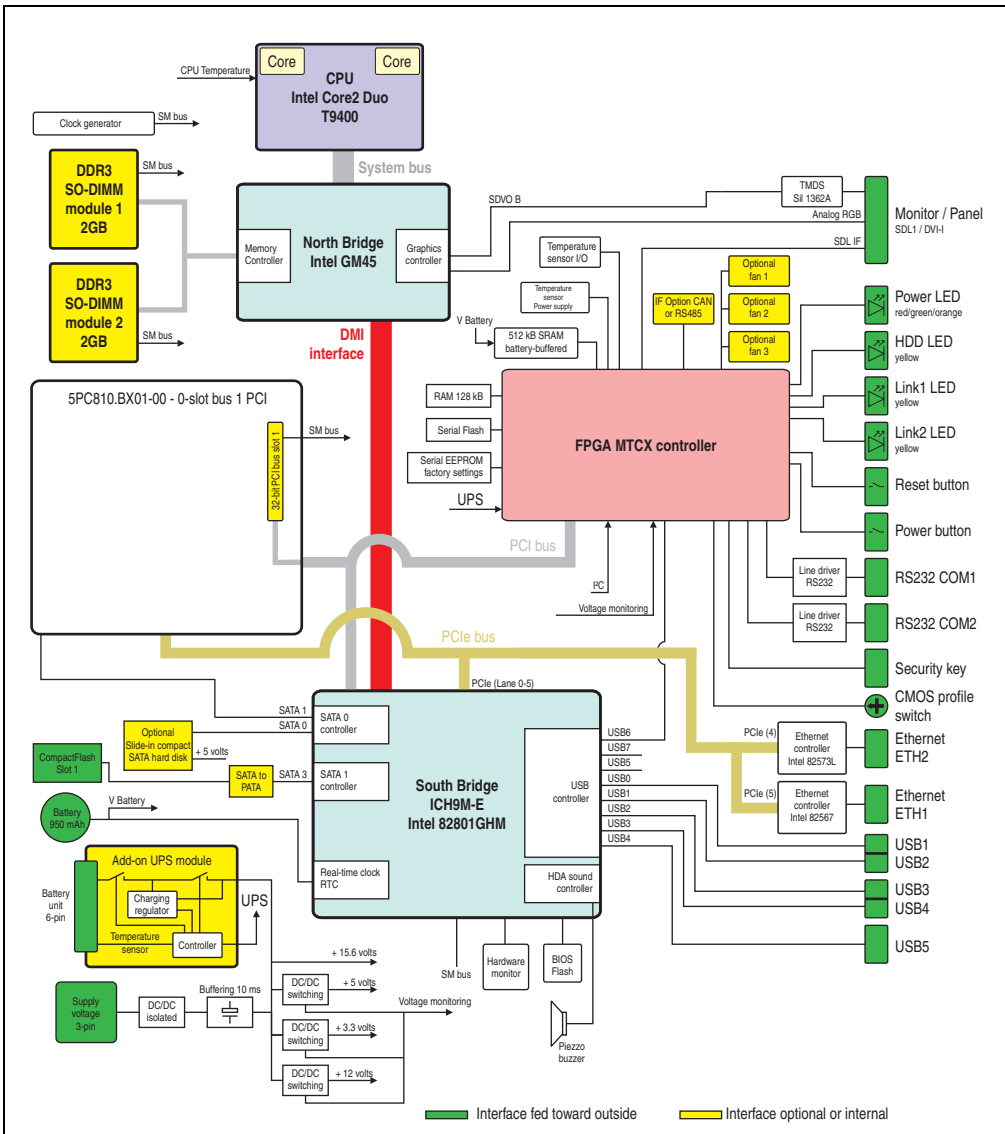 Core
Core
CPU
Intel Core2 Duo
T9400
CPU Temperature
Clock generator
SM bus
DDR3
SO-DIMM
module 1
2GB
SM bus
DDR3
SO-DIMM
module 2
2GB
SM bus
System bus
North Bridge
Intel GM45
Memory
Controller
Graphics
controller
DMI
interface
SDVO B
TMDS
Sil 1362A
Analog RGB
SDL IF
Monitor / Panel
SDL1 / DVI-I
Temperature
sensor I/O
Temperature
sensor
Power supply
V Battery
512 kB SRAM
battery-buffered
IF Option CAN
or RS485
Optional
fan 1
Optional
fan 2
Optional
fan 3
Power LED
red/green/orange
HDD LED
yellow
Link1 LED
yellow
Link2 LED
yellow
Reset button
Power button
RAM 128 kB
Serial Flash
Serial EEPROM
factory settings
UPS
FPGA MTCX controller
5PC810.BX01-00 - 0-slot bus 1 PCI
32-bit PCI bus slot 1
SM bus
PCI bus
I²C
Voltage monitoring
Line driver
RS232
RS232 COM1
Line driver
RS232
RS232 COM2
Security key
CMOS profile
switch
PCIe bus
PCIe (Lane 0-5)
PCIe (4)
Ethernet
controller
Intel 82573L
Ethernet
ETH2
PCIe (5)
Ethernet
controller
Intel 82567
Ethernet
ETH1
SATA 1
SATA 0
SATA 0
controller
Optional
Slide-in compact
SATA hard disk
+ 5 volts
CompactFlash
Slot 1
SATA to
PATA
SATA 3
SATA 1
controller
V Battery
Battery
950 mAh
Real-time clock
RTC
South Bridge
ICH9M-E
Intel 82801GHM
USB
controller
HDA sound
controller
USB6
USB7
USB5
USB0
USB1
USB2
USB3
USB4
USB1
USB2
USB3
USB4
USB5
Add-on UPS module
Battery
unit
6-pin
Charging
regulator
UPS
Temperature
sensor
Controller
Supply
voltage
3-pin
DC/DC
isolated
Buffering 10 ms
+ 15.6 volts
DC/DC
switching
+ 5 volts
Voltage monitoring
DC/DC
switching
+ 3.3 volts
DC/DC
switching
+ 12 volts
SM bus
Hardware
monitor
BIOS
Flash
Piezzo
buzzer
Interface fed toward outside
Interface optional or internal